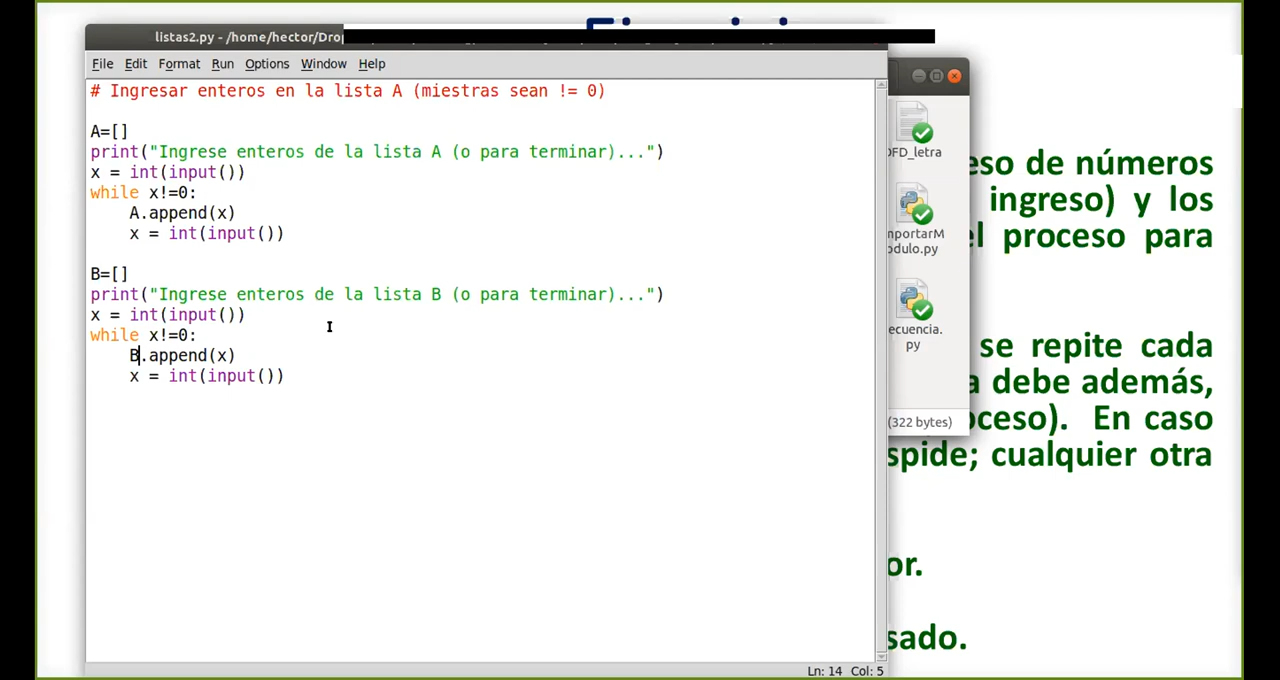 listas2.py - /home/hector/Drop
File Edit Format Run Options Window Help
# Ingresar enteros en la lista A (miestras sean != 0)
A=[]
print("Ingrese enteros de la lista A (o para terminar)...")
x = int(input())
while x!=0:
A.append(x)
x = int(input())
B=[]
print("Ingrese enteros de la lista B (o para terminar)...")
x = int(input())
while x!=0:
B.append(x)
x = int(input())
Ln: 14 Col: 5
DFD_letra
mportarM
odulo.py
ecuencia.
py
(322 bytes)
eso de números
ingreso) y los
el proceso para
se repite cada
a debe además,
oceso). En caso
spide; cualquier otra
or.
sado.